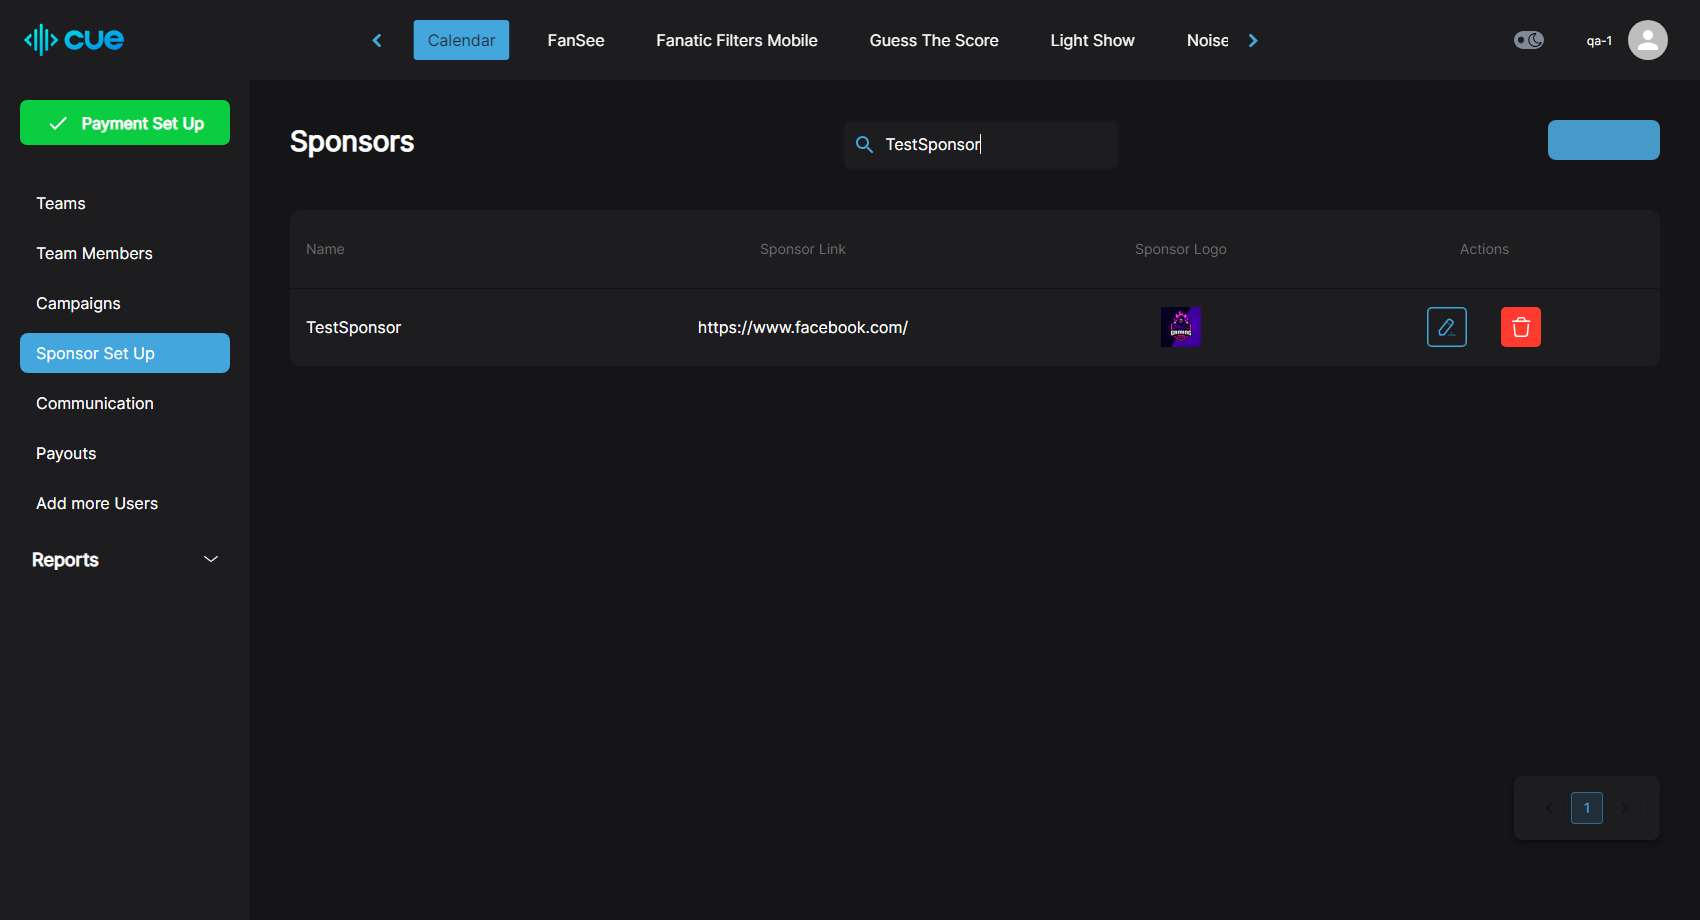 cue
Calendar
FanSee
Fanatic Filters Mobile
Guess The Score
Light Show
Noise
qa-1
Payment Set Up
Teams
Team Members
Campaigns
Sponsor Set Up
Communication
Payouts
Add more Users
Reports
Sponsors
TestSponsor
Name
Sponsor Link
Sponsor Logo
Actions
TestSponsor
https://www.facebook.com/
GAMING
1